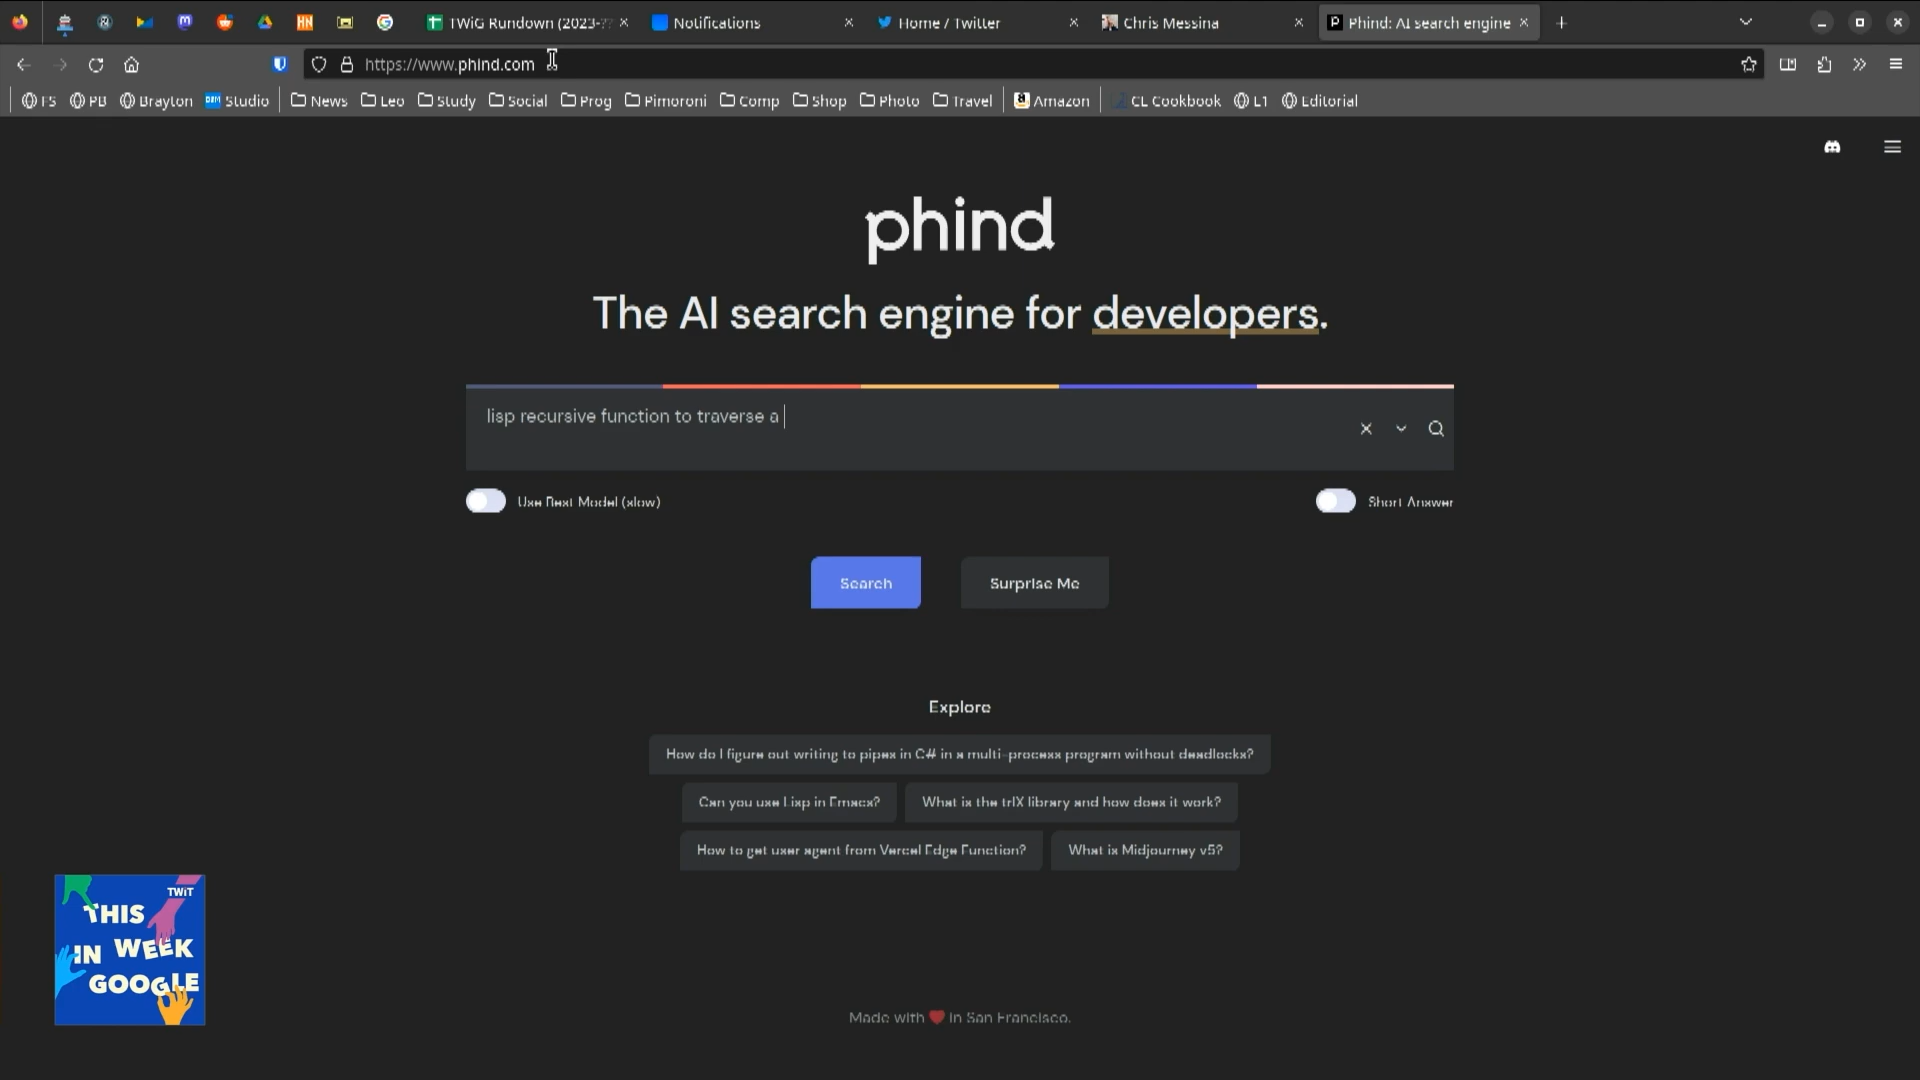 TWiG Rundown (2023-??
Notifications
Home / Twitter
Chris Messina
Phind: AI search engine
https://www.phind.com
FS
PB
Brayton
Studio
News
Leo
Study
Social
Prog
Pimoroni
Comp
Shop
Photo
Travel
Amazon
CL Cookbook
L1
Editorial
phind
The AI search engine for developers.
lisp recursive function to traverse a
Use Best Model (slow)
Short Answer
Search
Surprise Me
Explore
How do I figure out writing to pipes in C# in a multi-process program without deadlocks?
Can you use Lisp in Emacs?
What is the trlX library and how does it work?
How to get user agent from Vercel Edge Function?
What is Midjourney v5?
TWiT
THIS
IN WEEK
GOOGLE
Made with ❤ in San Francisco.